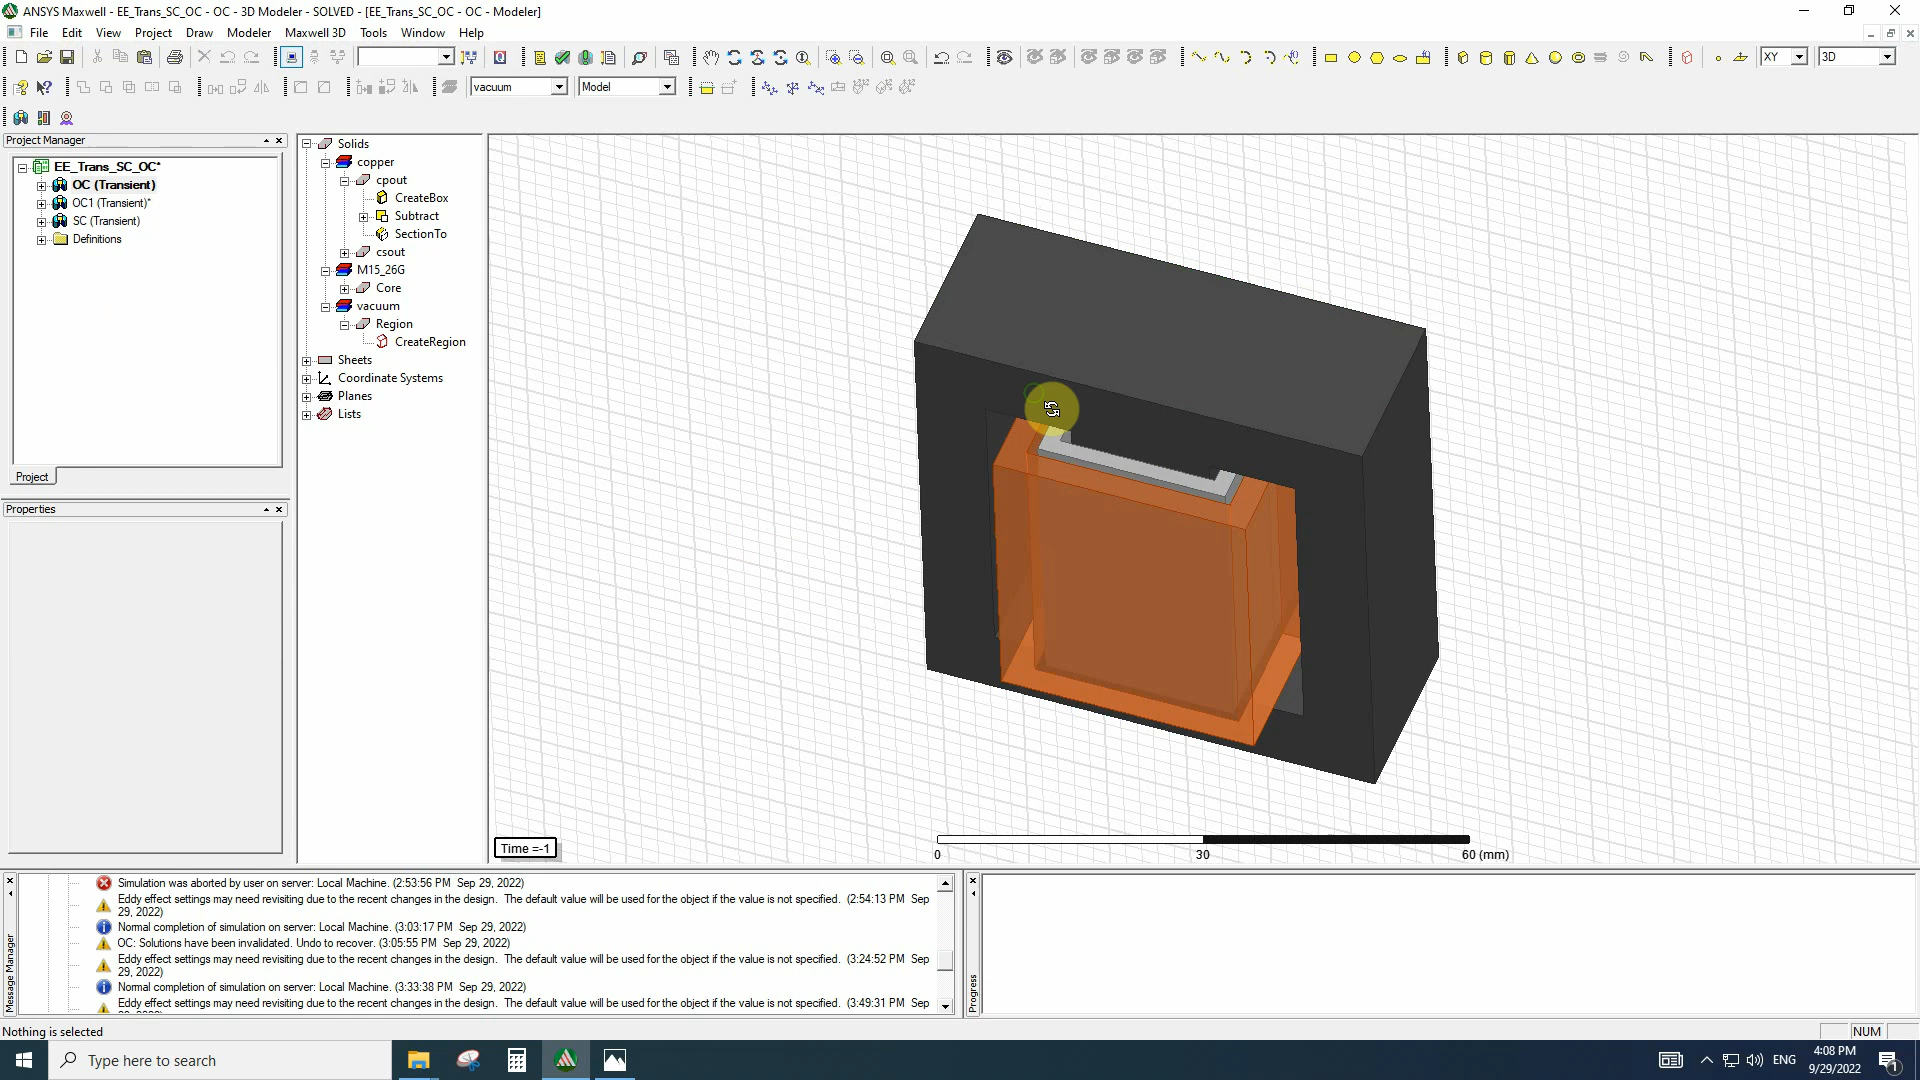 ANSYS Maxwell - EE_Trans_SC_OC - OC - 3D Modeler - SOLVED - [EE_Trans_SC_OC - OC - Modeler]
File Edit View Project Draw Modeler Maxwell 3D Tools Window Help
XY
3D
vacuum
Model
Project Manager
EE_Trans_SC_OC*
OC (Transient)
OC1 (Transient)*
SC (Transient)
Definitions
Project
Properties
Solids
copper
cpout
CreateBox
Subtract
SectionTo
csout
M15_26G
Core
vacuum
Region
CreateRegion
Sheets
Coordinate Systems
Planes
Lists
Time =-1
0
30
60 (mm)
Message Manager
Simulation was aborted by user on server: Local Machine. (2:53:56 PM Sep 29, 2022)
Eddy effect settings may need revisiting due to the recent changes in the design. The default value will be used for the object if the value is not specified. (2:54:13 PM Sep
29, 2022)
Normal completion of simulation on server: Local Machine. (3:03:17 PM Sep 29, 2022)
OC: Solutions have been invalidated. Undo to recover. (3:05:55 PM Sep 29, 2022)
Eddy effect settings may need revisiting due to the recent changes in the design. The default value will be used for the object if the value is not specified. (3:24:52 PM Sep
29, 2022)
Normal completion of simulation on server: Local Machine. (3:33:38 PM Sep 29, 2022)
Eddy effect settings may need revisiting due to the recent changes in the design. The default value will be used for the object if the value is not specified. (3:49:31 PM Sep
Progress
Nothing is selected
NUM
Type here to search
ENG
4:08 PM
9/29/2022
1